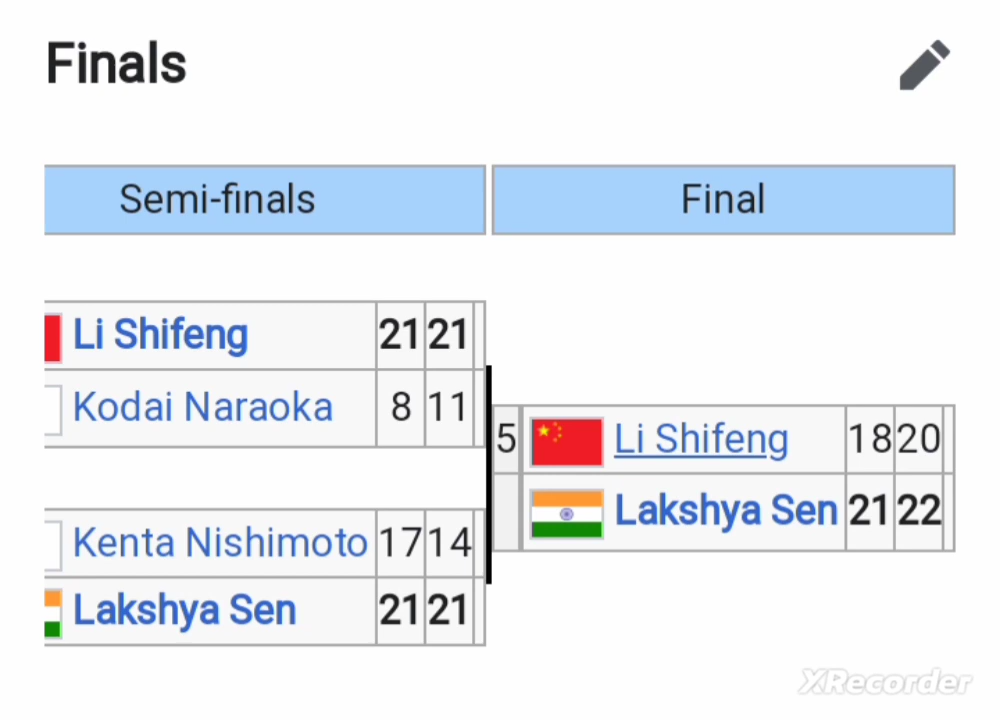 Finals
Semi-finals
Final
Li Shifeng 21 21
Kodai Naraoka 8 11
Kenta Nishimoto 17 14
Lakshya Sen 21 21
5 Li Shifeng 18 20
Lakshya Sen 21 22
XRecorder